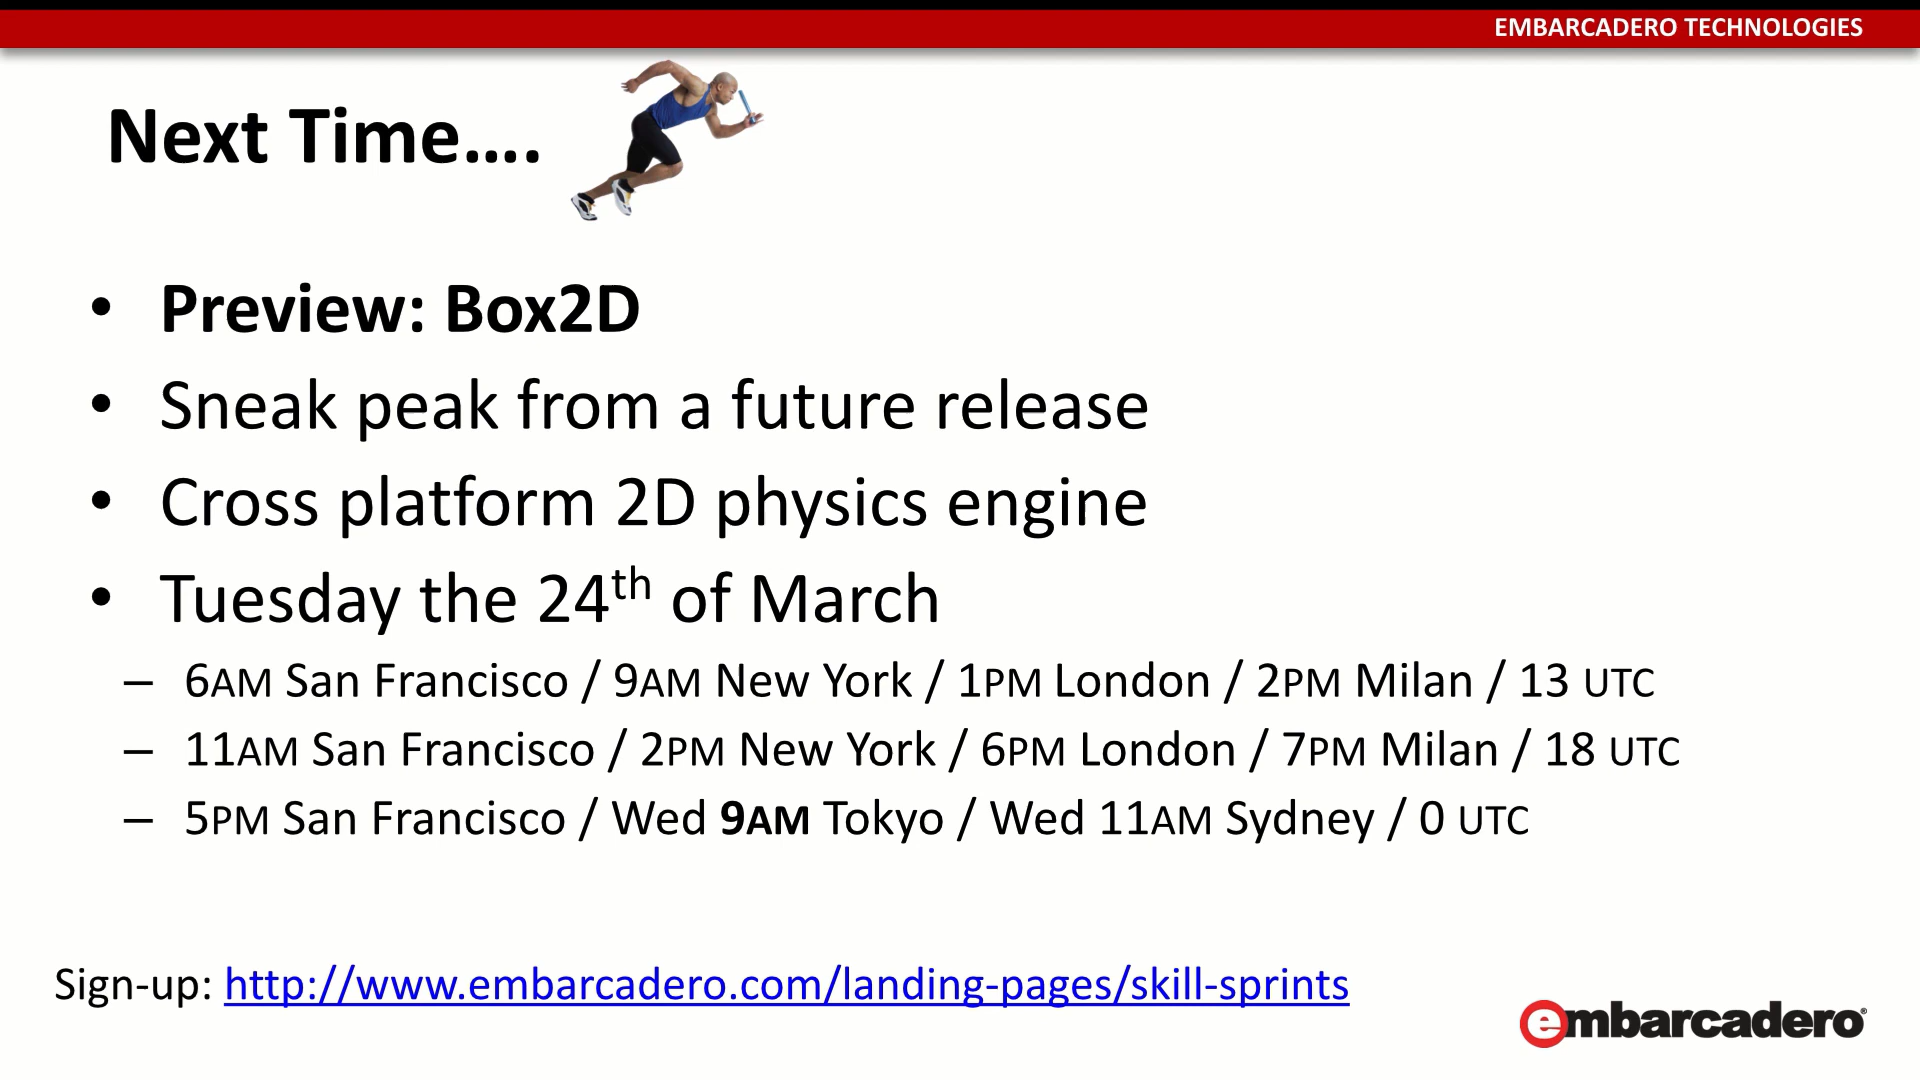 EMBARCADERO TECHNOLOGIES
Next Time....
• Preview: Box2D
• Sneak peak from a future release
• Cross platform 2D physics engine
• Tuesday the 24th of March
– 6AM San Francisco / 9AM New York / 1PM London / 2PM Milan / 13 UTC
– 11AM San Francisco / 2PM New York / 6PM London / 7PM Milan / 18 UTC
– 5PM San Francisco / Wed 9AM Tokyo / Wed 11AM Sydney / 0 UTC
Sign-up: http://www.embarcadero.com/landing-pages/skill-sprints
embarcadero®